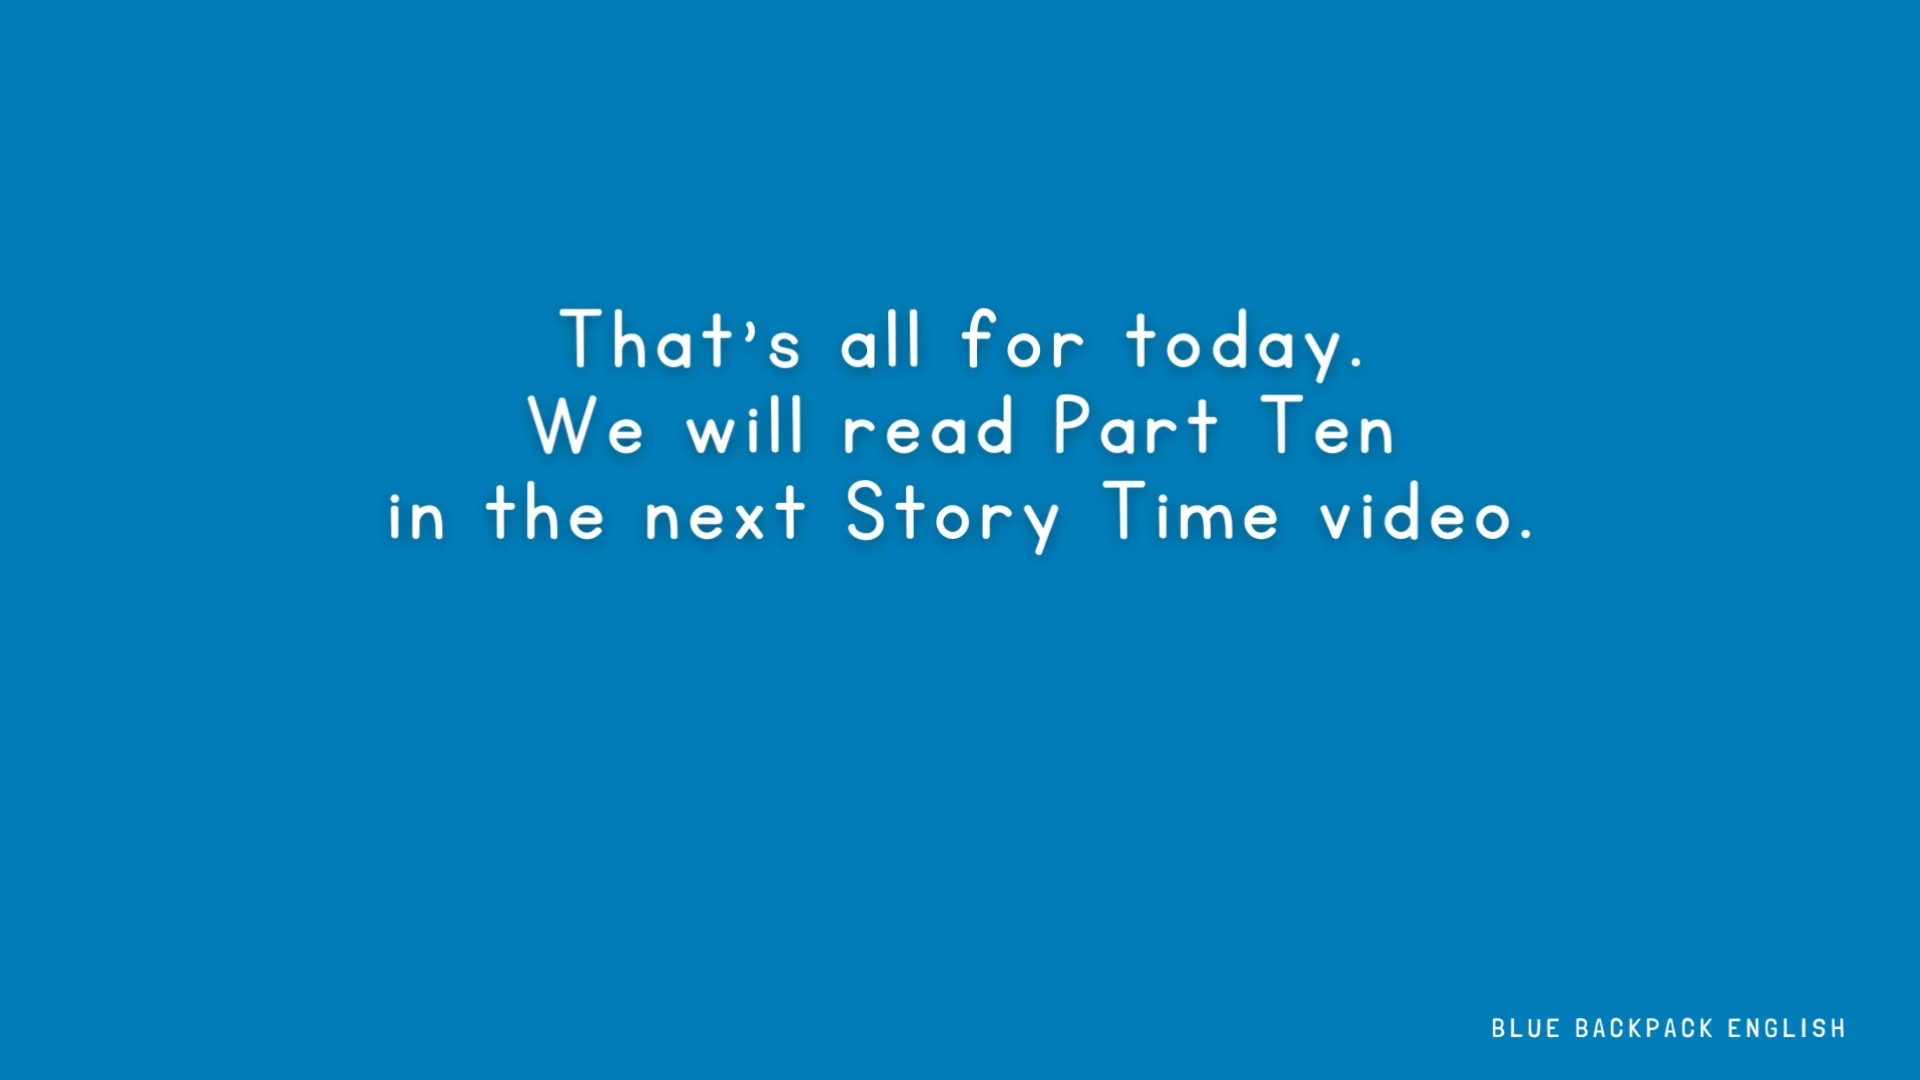 That’s all for today.
We will read Part Ten
in the next Story Time video.
BLUE BACKPACK ENGLISH